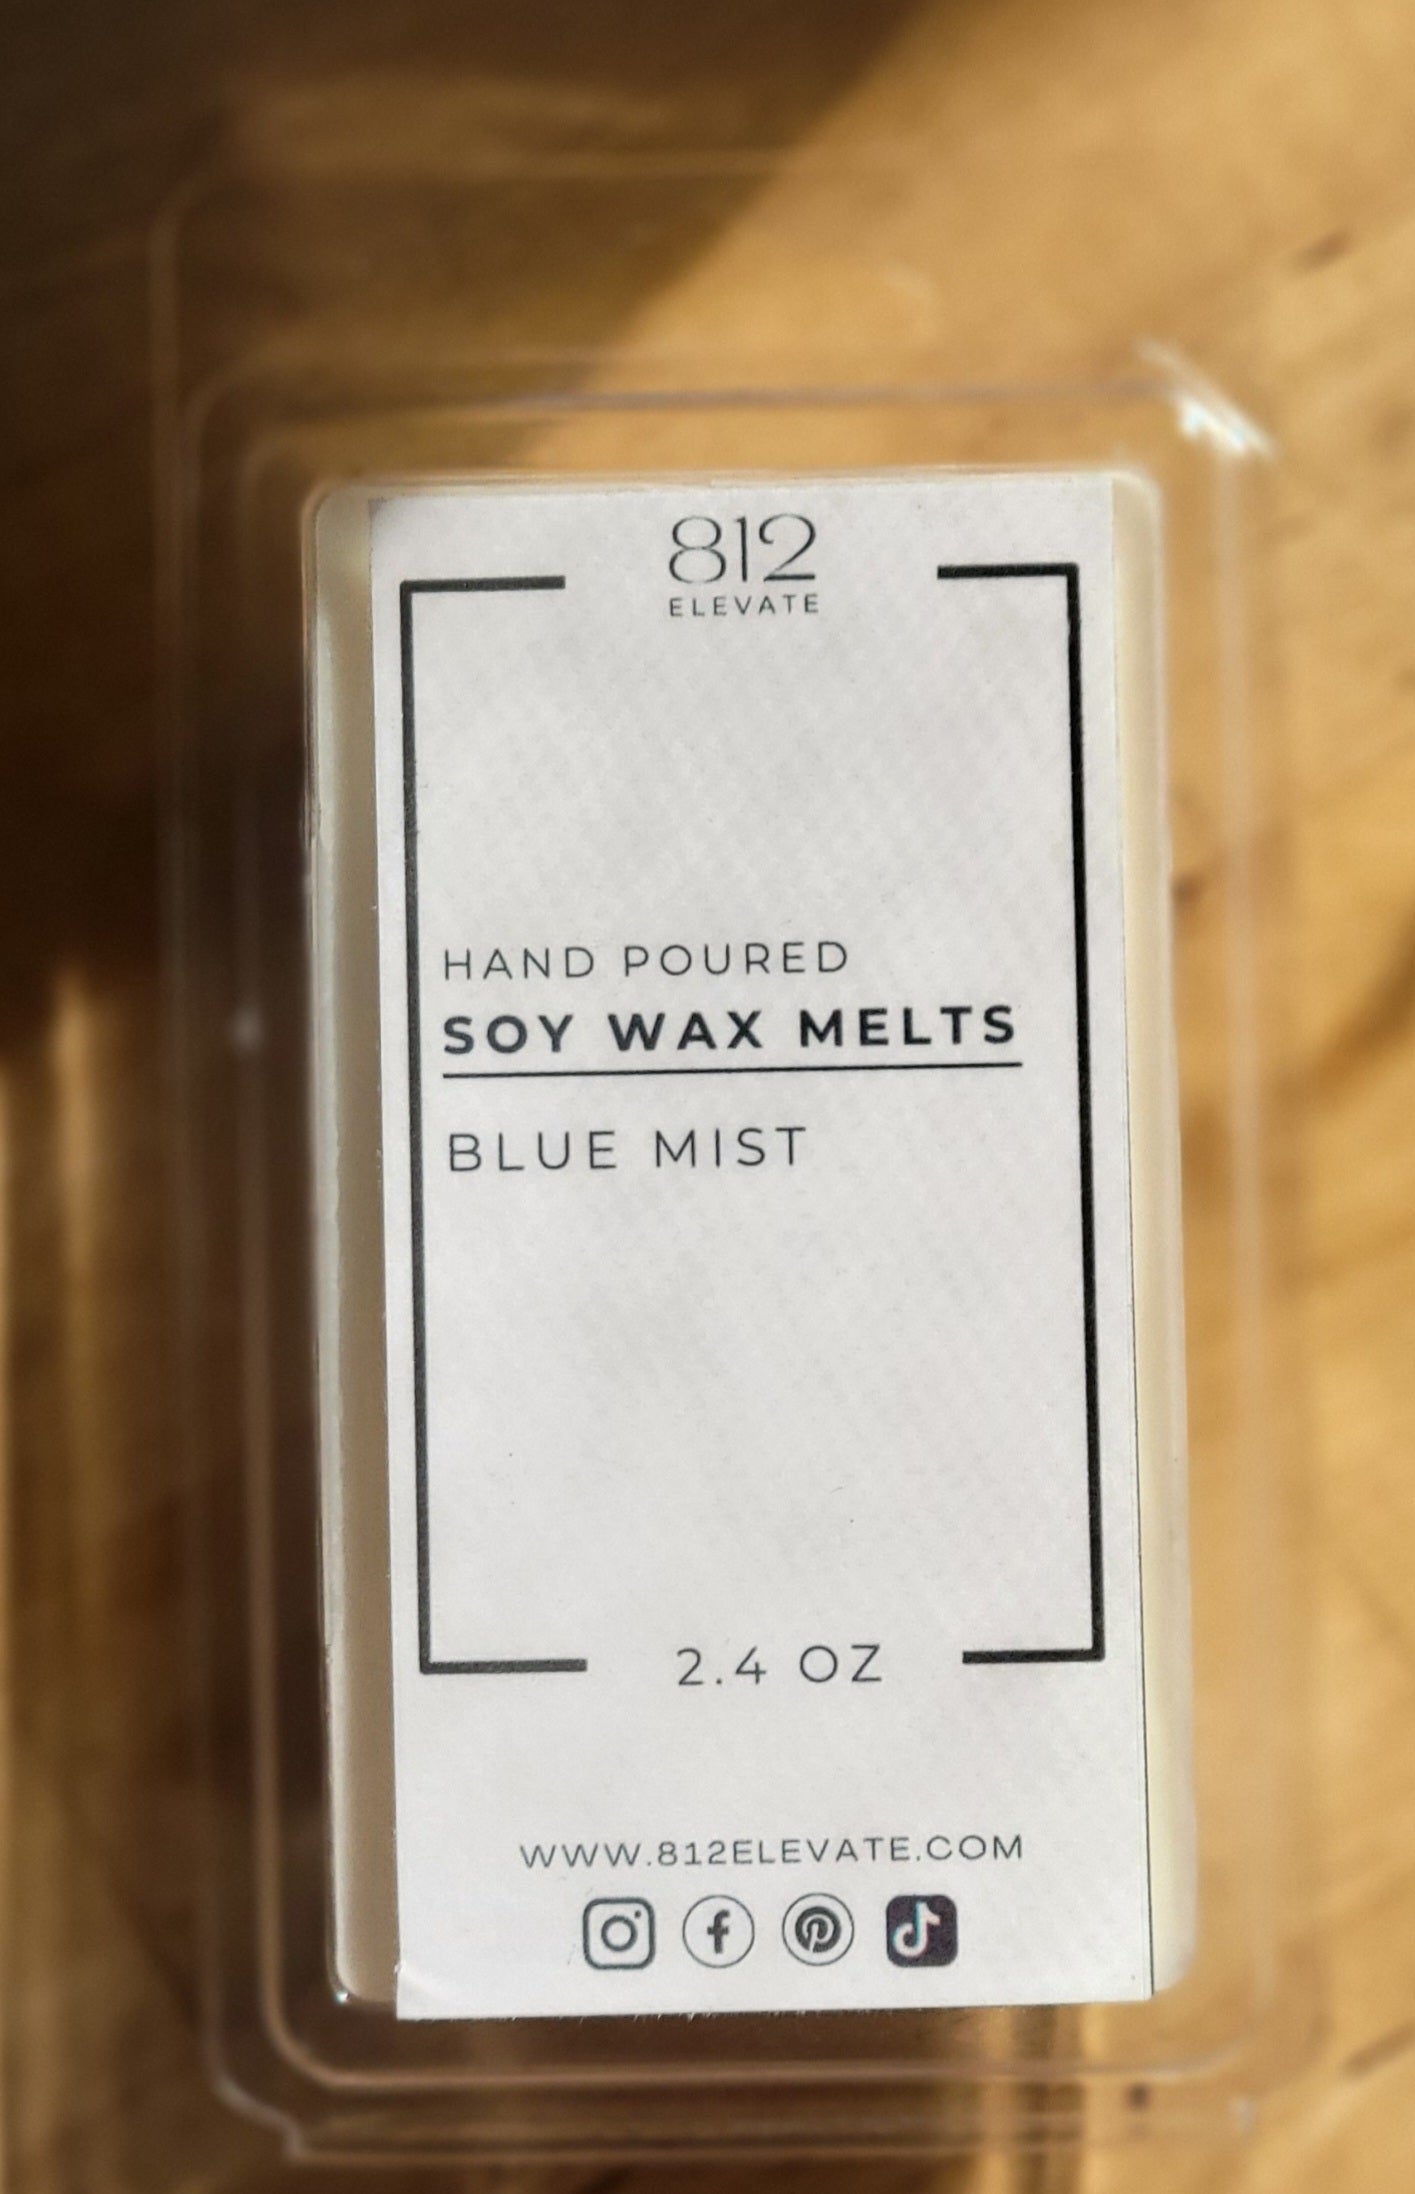 812
ELEVATE
HAND POURED
SOY WAX MELTS
BLUE MIST
2.4 OZ
WWW.812ELEVATE.COM